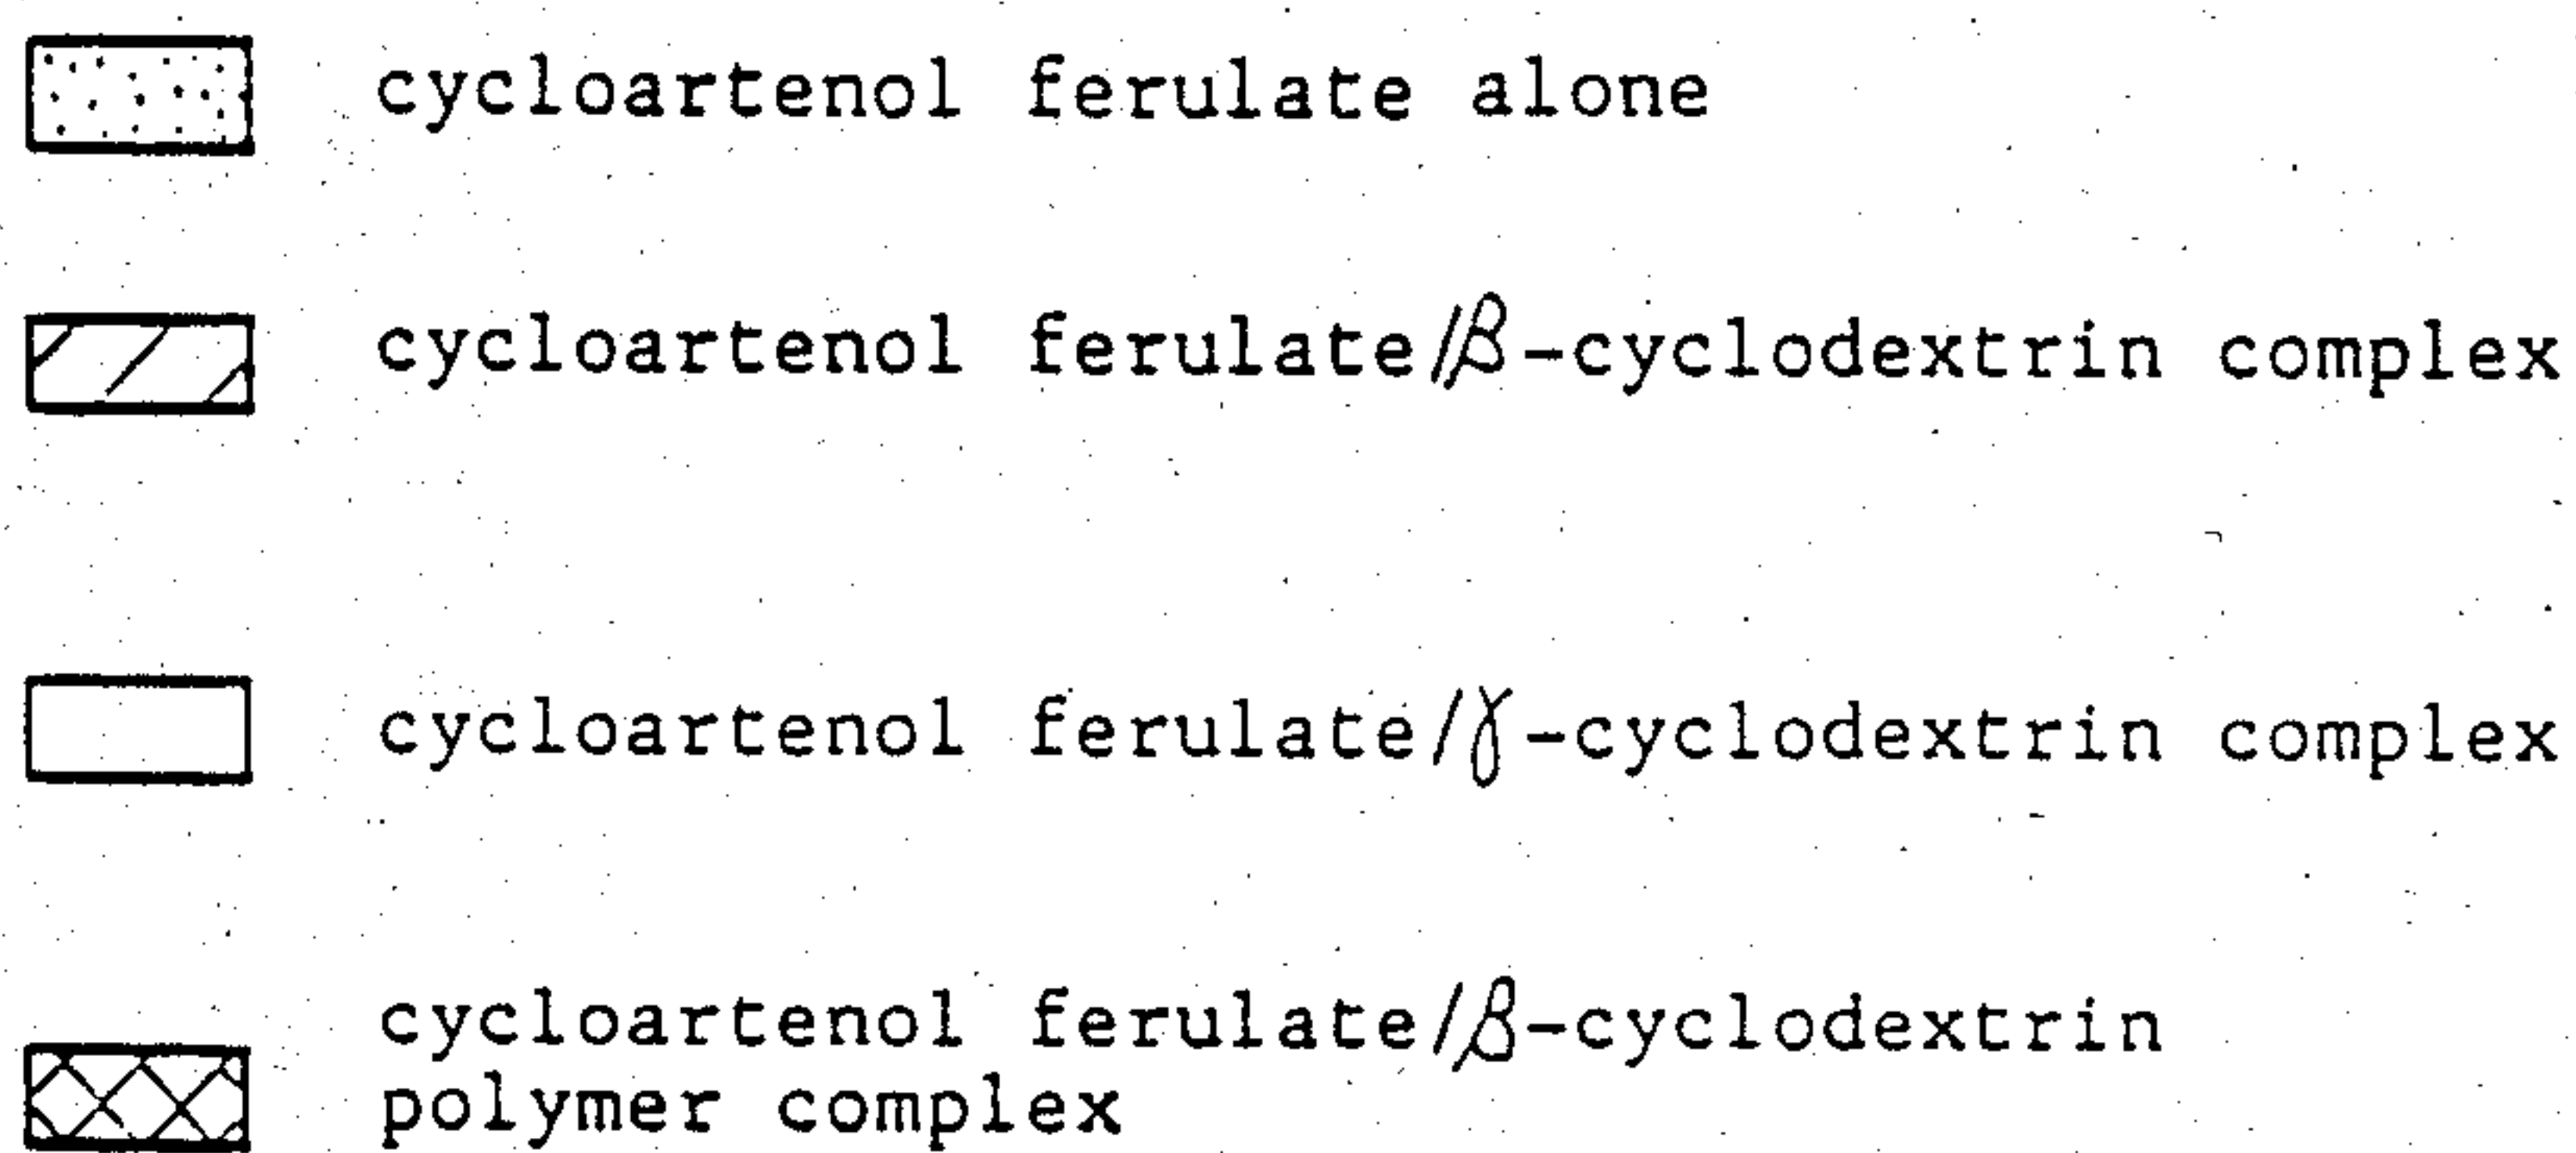 cycloartenol ferulate alone
cycloartenol ferulate/β-cyclodextrin complex
cycloartenol ferulate/γ-cyclodextrin complex
cycloartenol ferulate/β-cyclodextrin
polymer complex